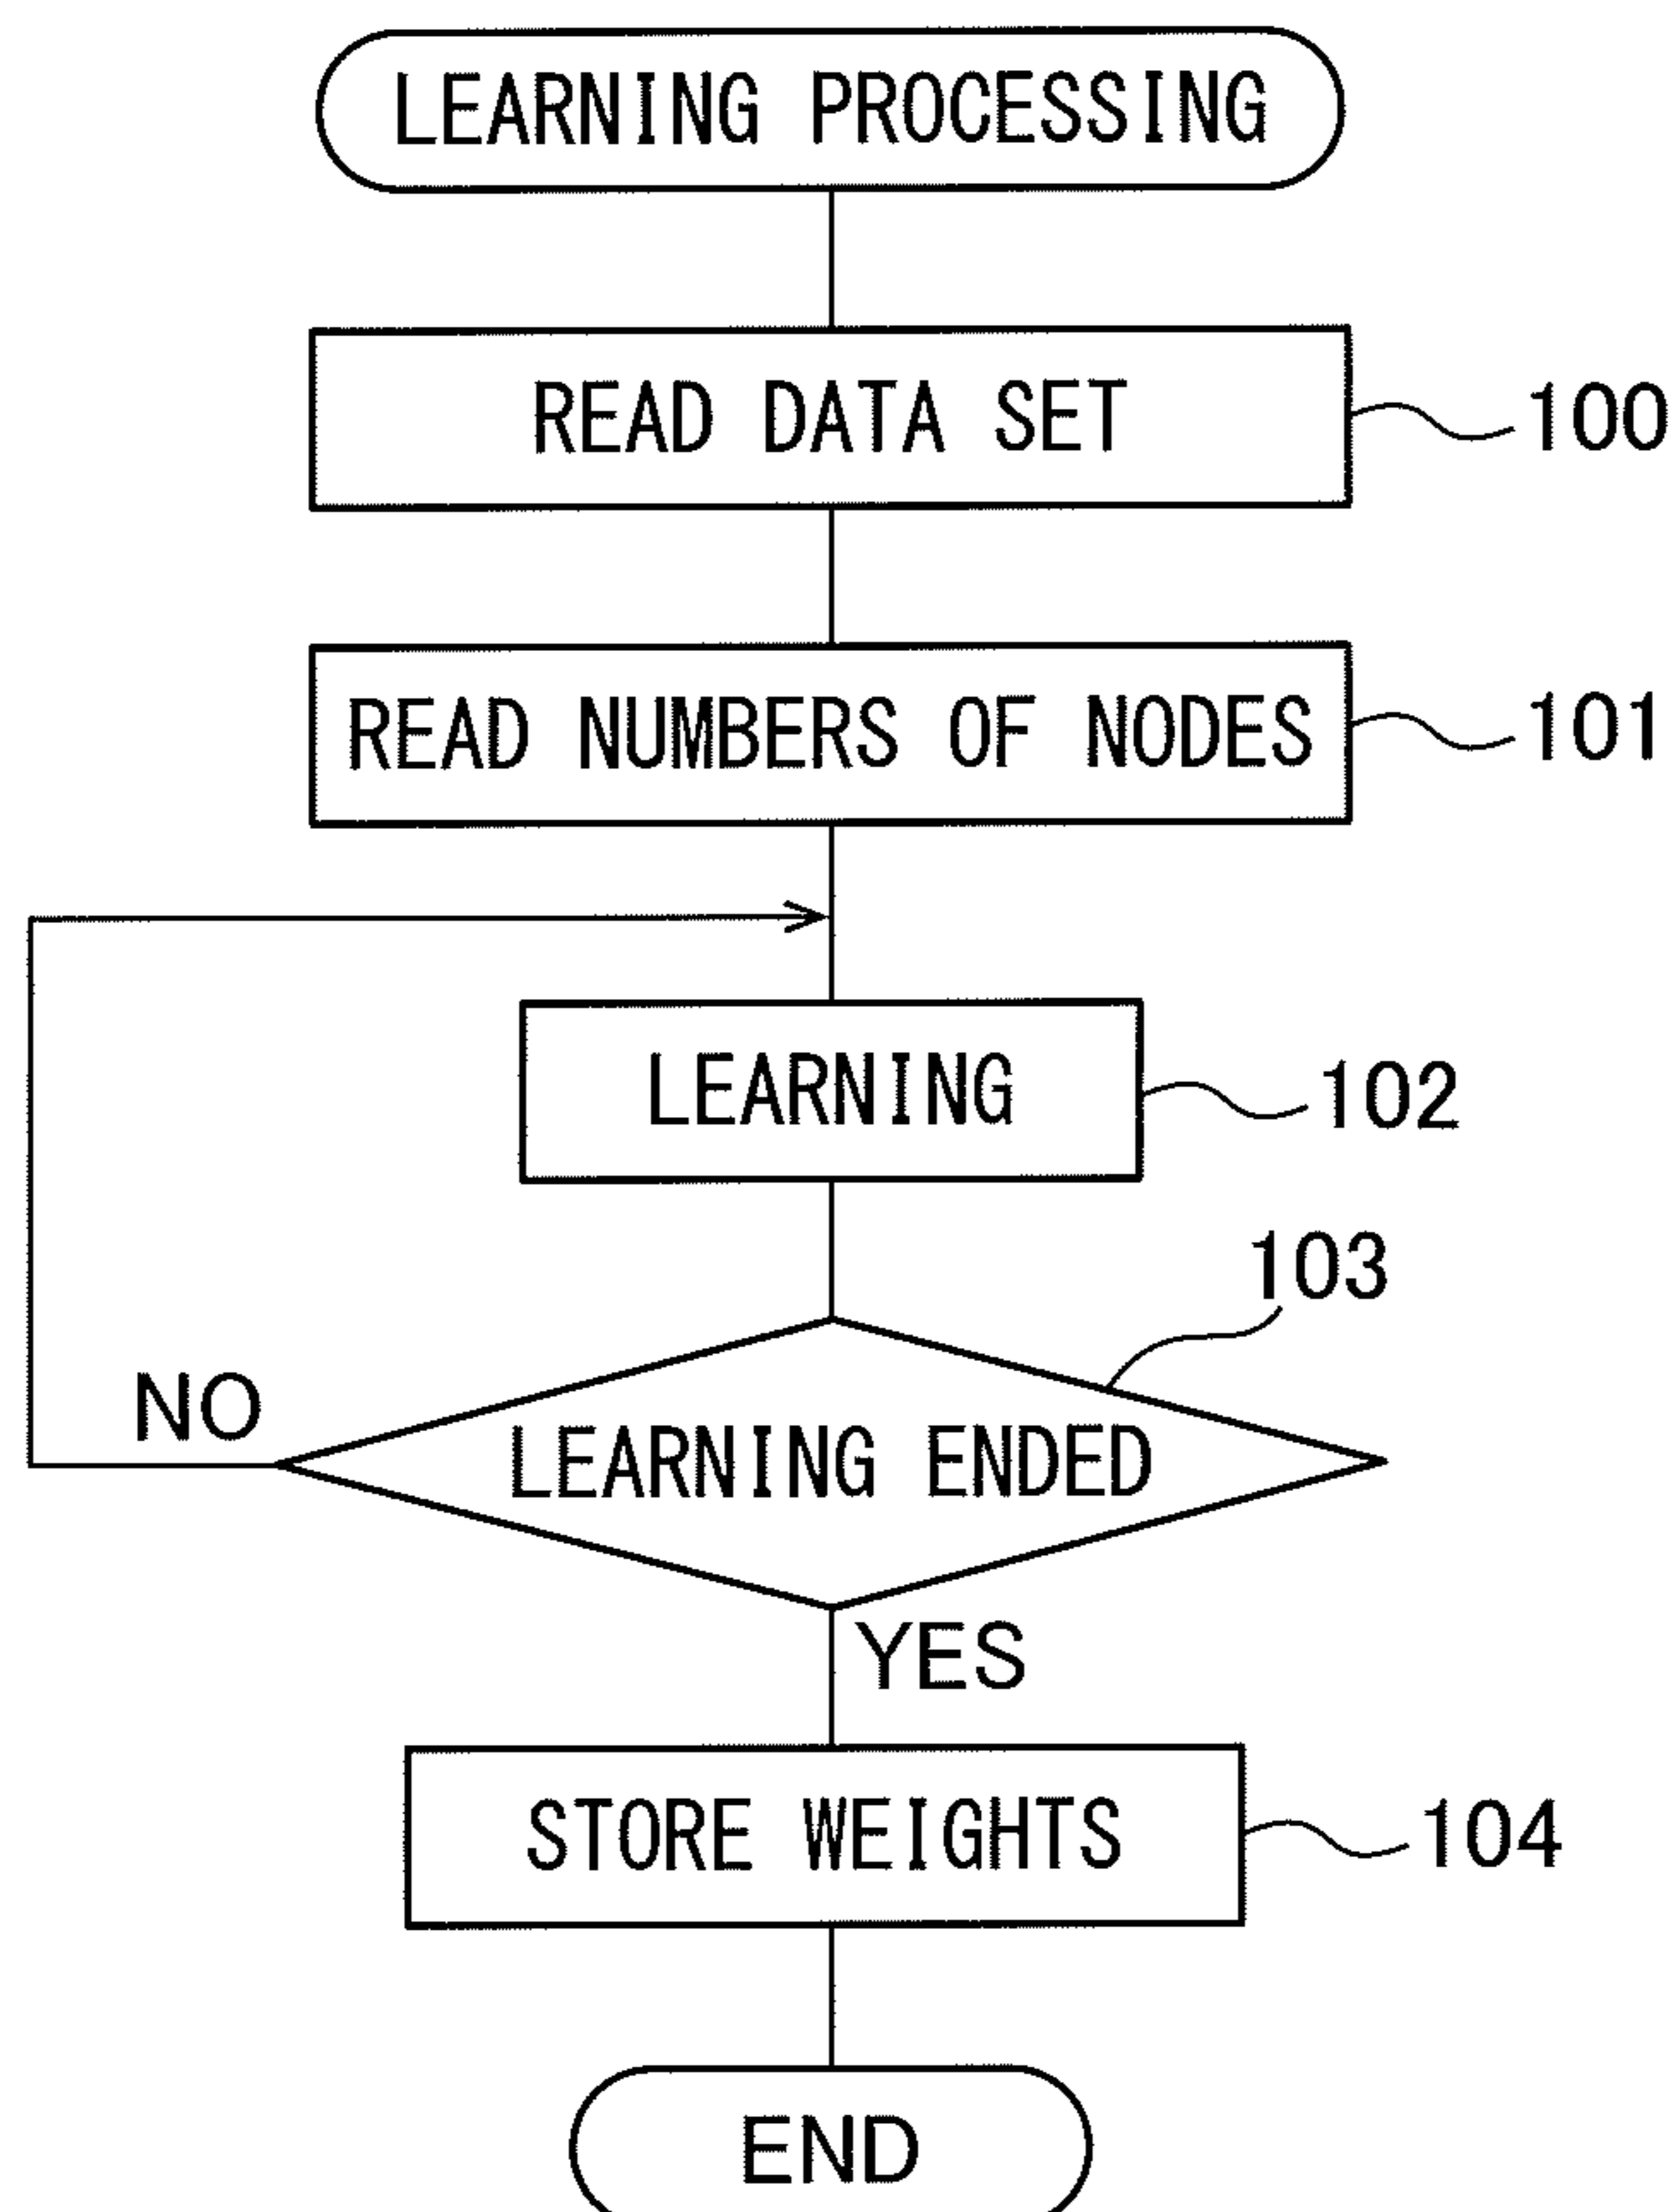 LEARNING PROCESSING
READ DATA SET
100
READ NUMBERS OF NODES
101
LEARNING
102
103
NO
LEARNING ENDED
YES
STORE WEIGHTS
104
END